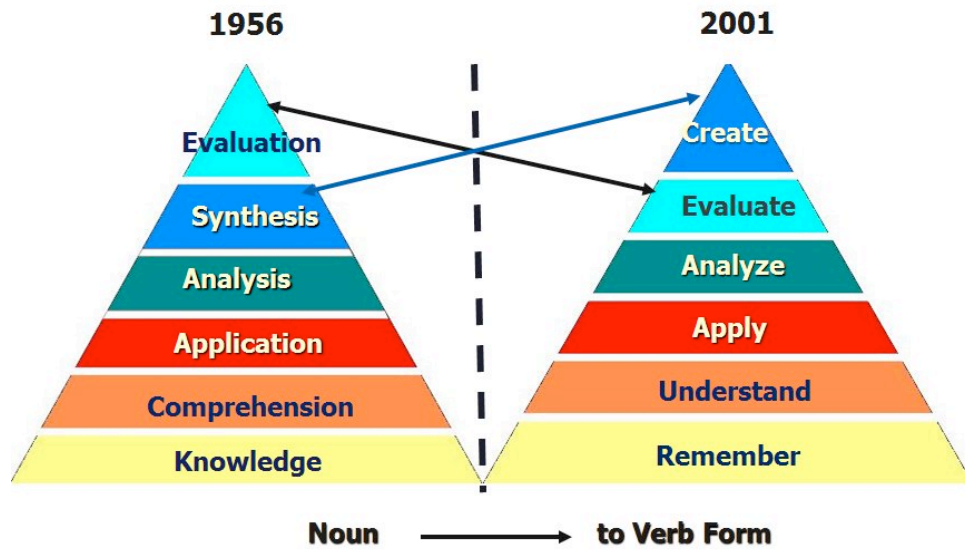 1956
2001
Evaluation
Synthesis
Analysis
Application
Comprehension
Knowledge
Create
Evaluate
Analyze
Apply
Understand
Remember
Noun to Verb Form